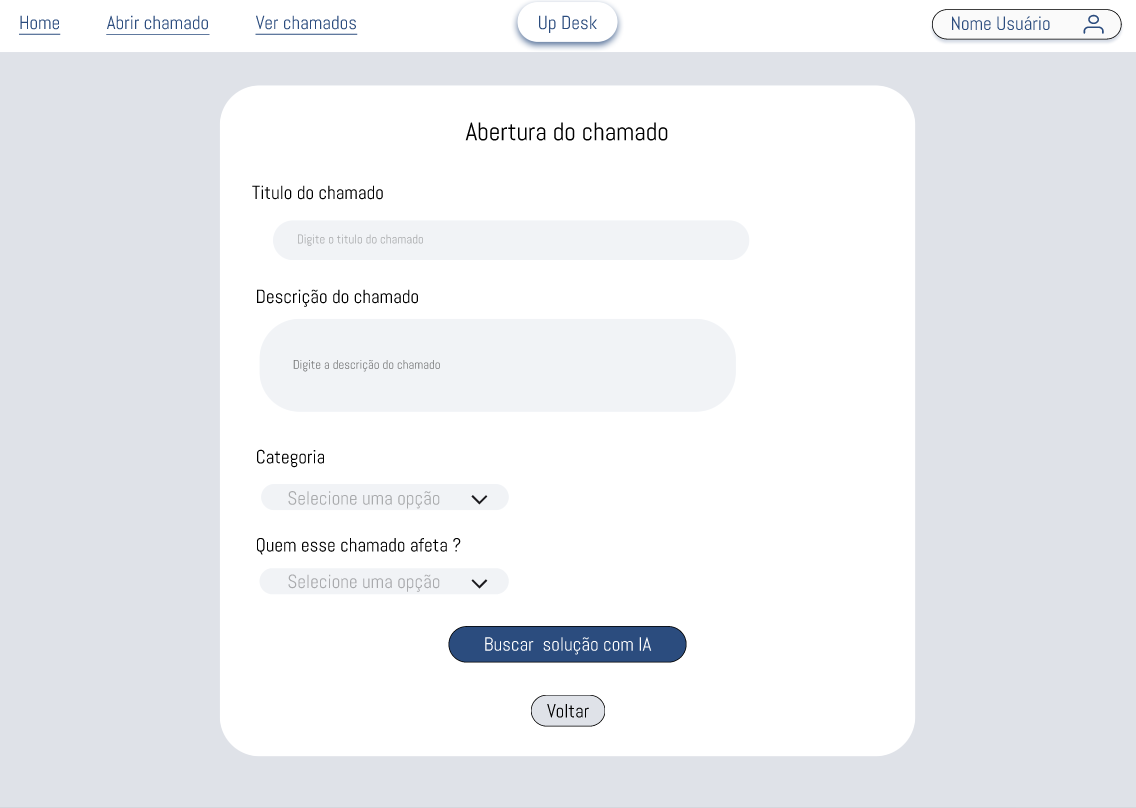 Home Abrir chamado Ver chamados Up Desk Nome Usuário
Abertura do chamado
Titulo do chamado
Digite o titulo do chamado
Descrição do chamado
Digite a descrição do chamado
Categoria
Selecione uma opção
Quem esse chamado afeta ?
Selecione uma opção
Buscar solução com IA
Voltar